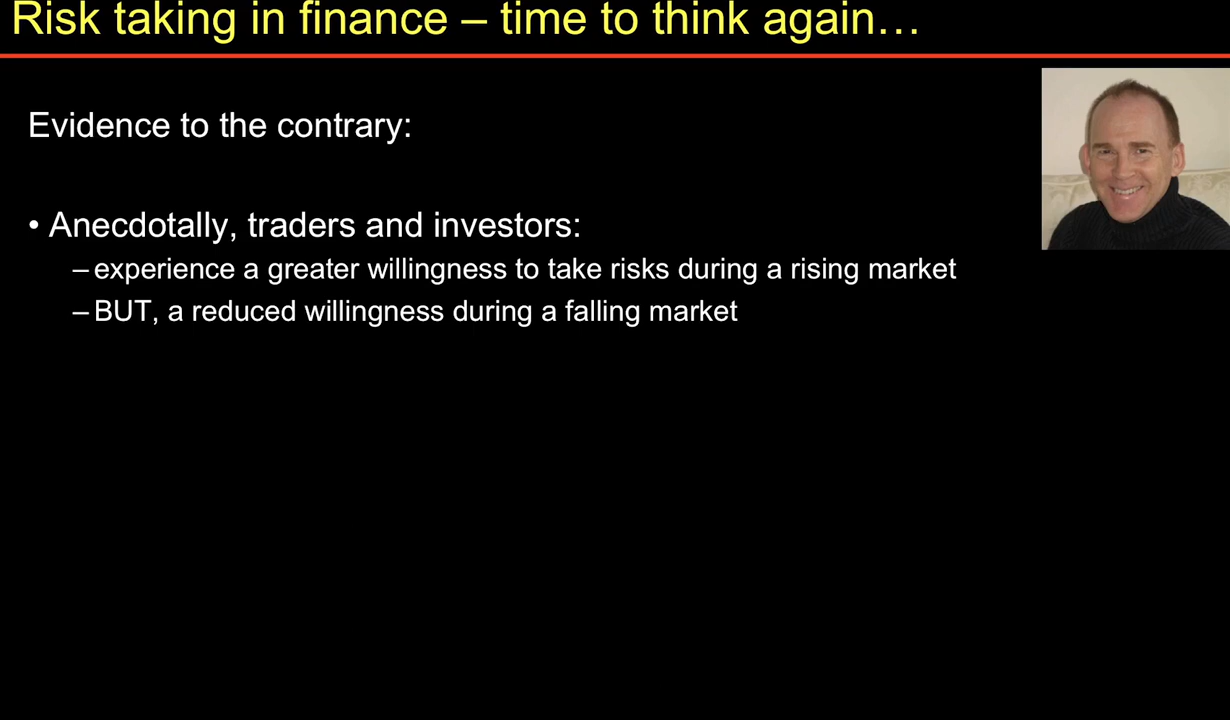 Risk taking in finance – time to think again…
Evidence to the contrary:
• Anecdotally, traders and investors:
– experience a greater willingness to take risks during a rising market
– BUT, a reduced willingness during a falling market